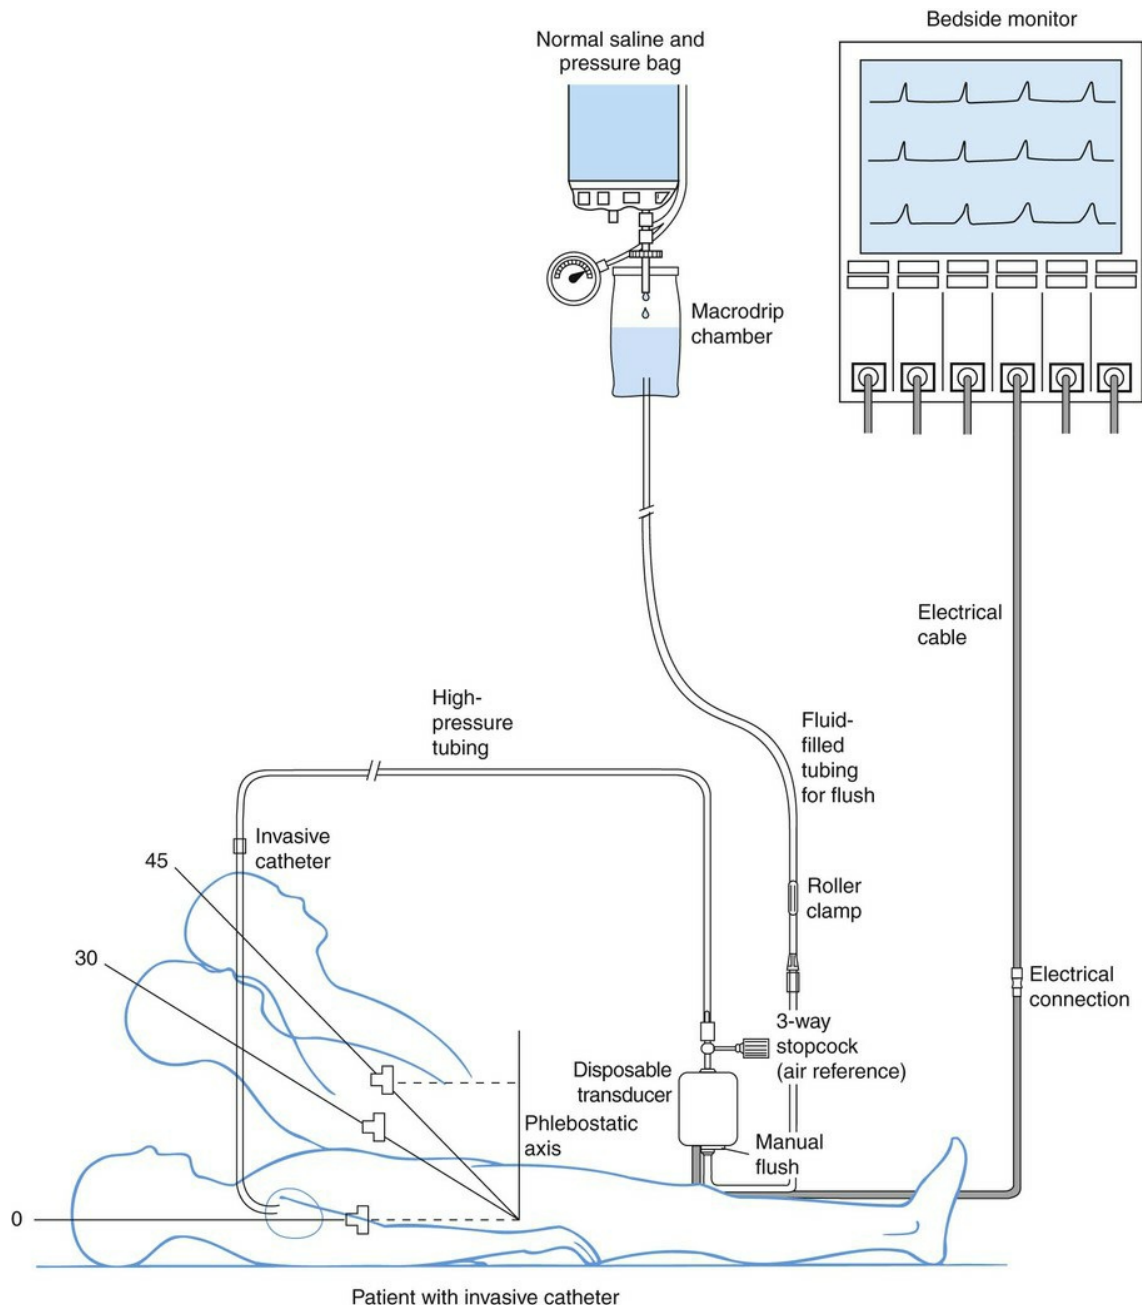 Bedside monitor
Normal saline and
pressure bag
Macrodrip
chamber
Electrical
cable
High-
pressure
tubing
Fluid-
filled
tubing
for flush
Invasive
catheter
45
Roller
clamp
30
Electrical
connection
3-way
stopcock
(air reference)
Disposable
transducer
Phlebostatic
axis
Manual
flush
0
Patient with invasive catheter